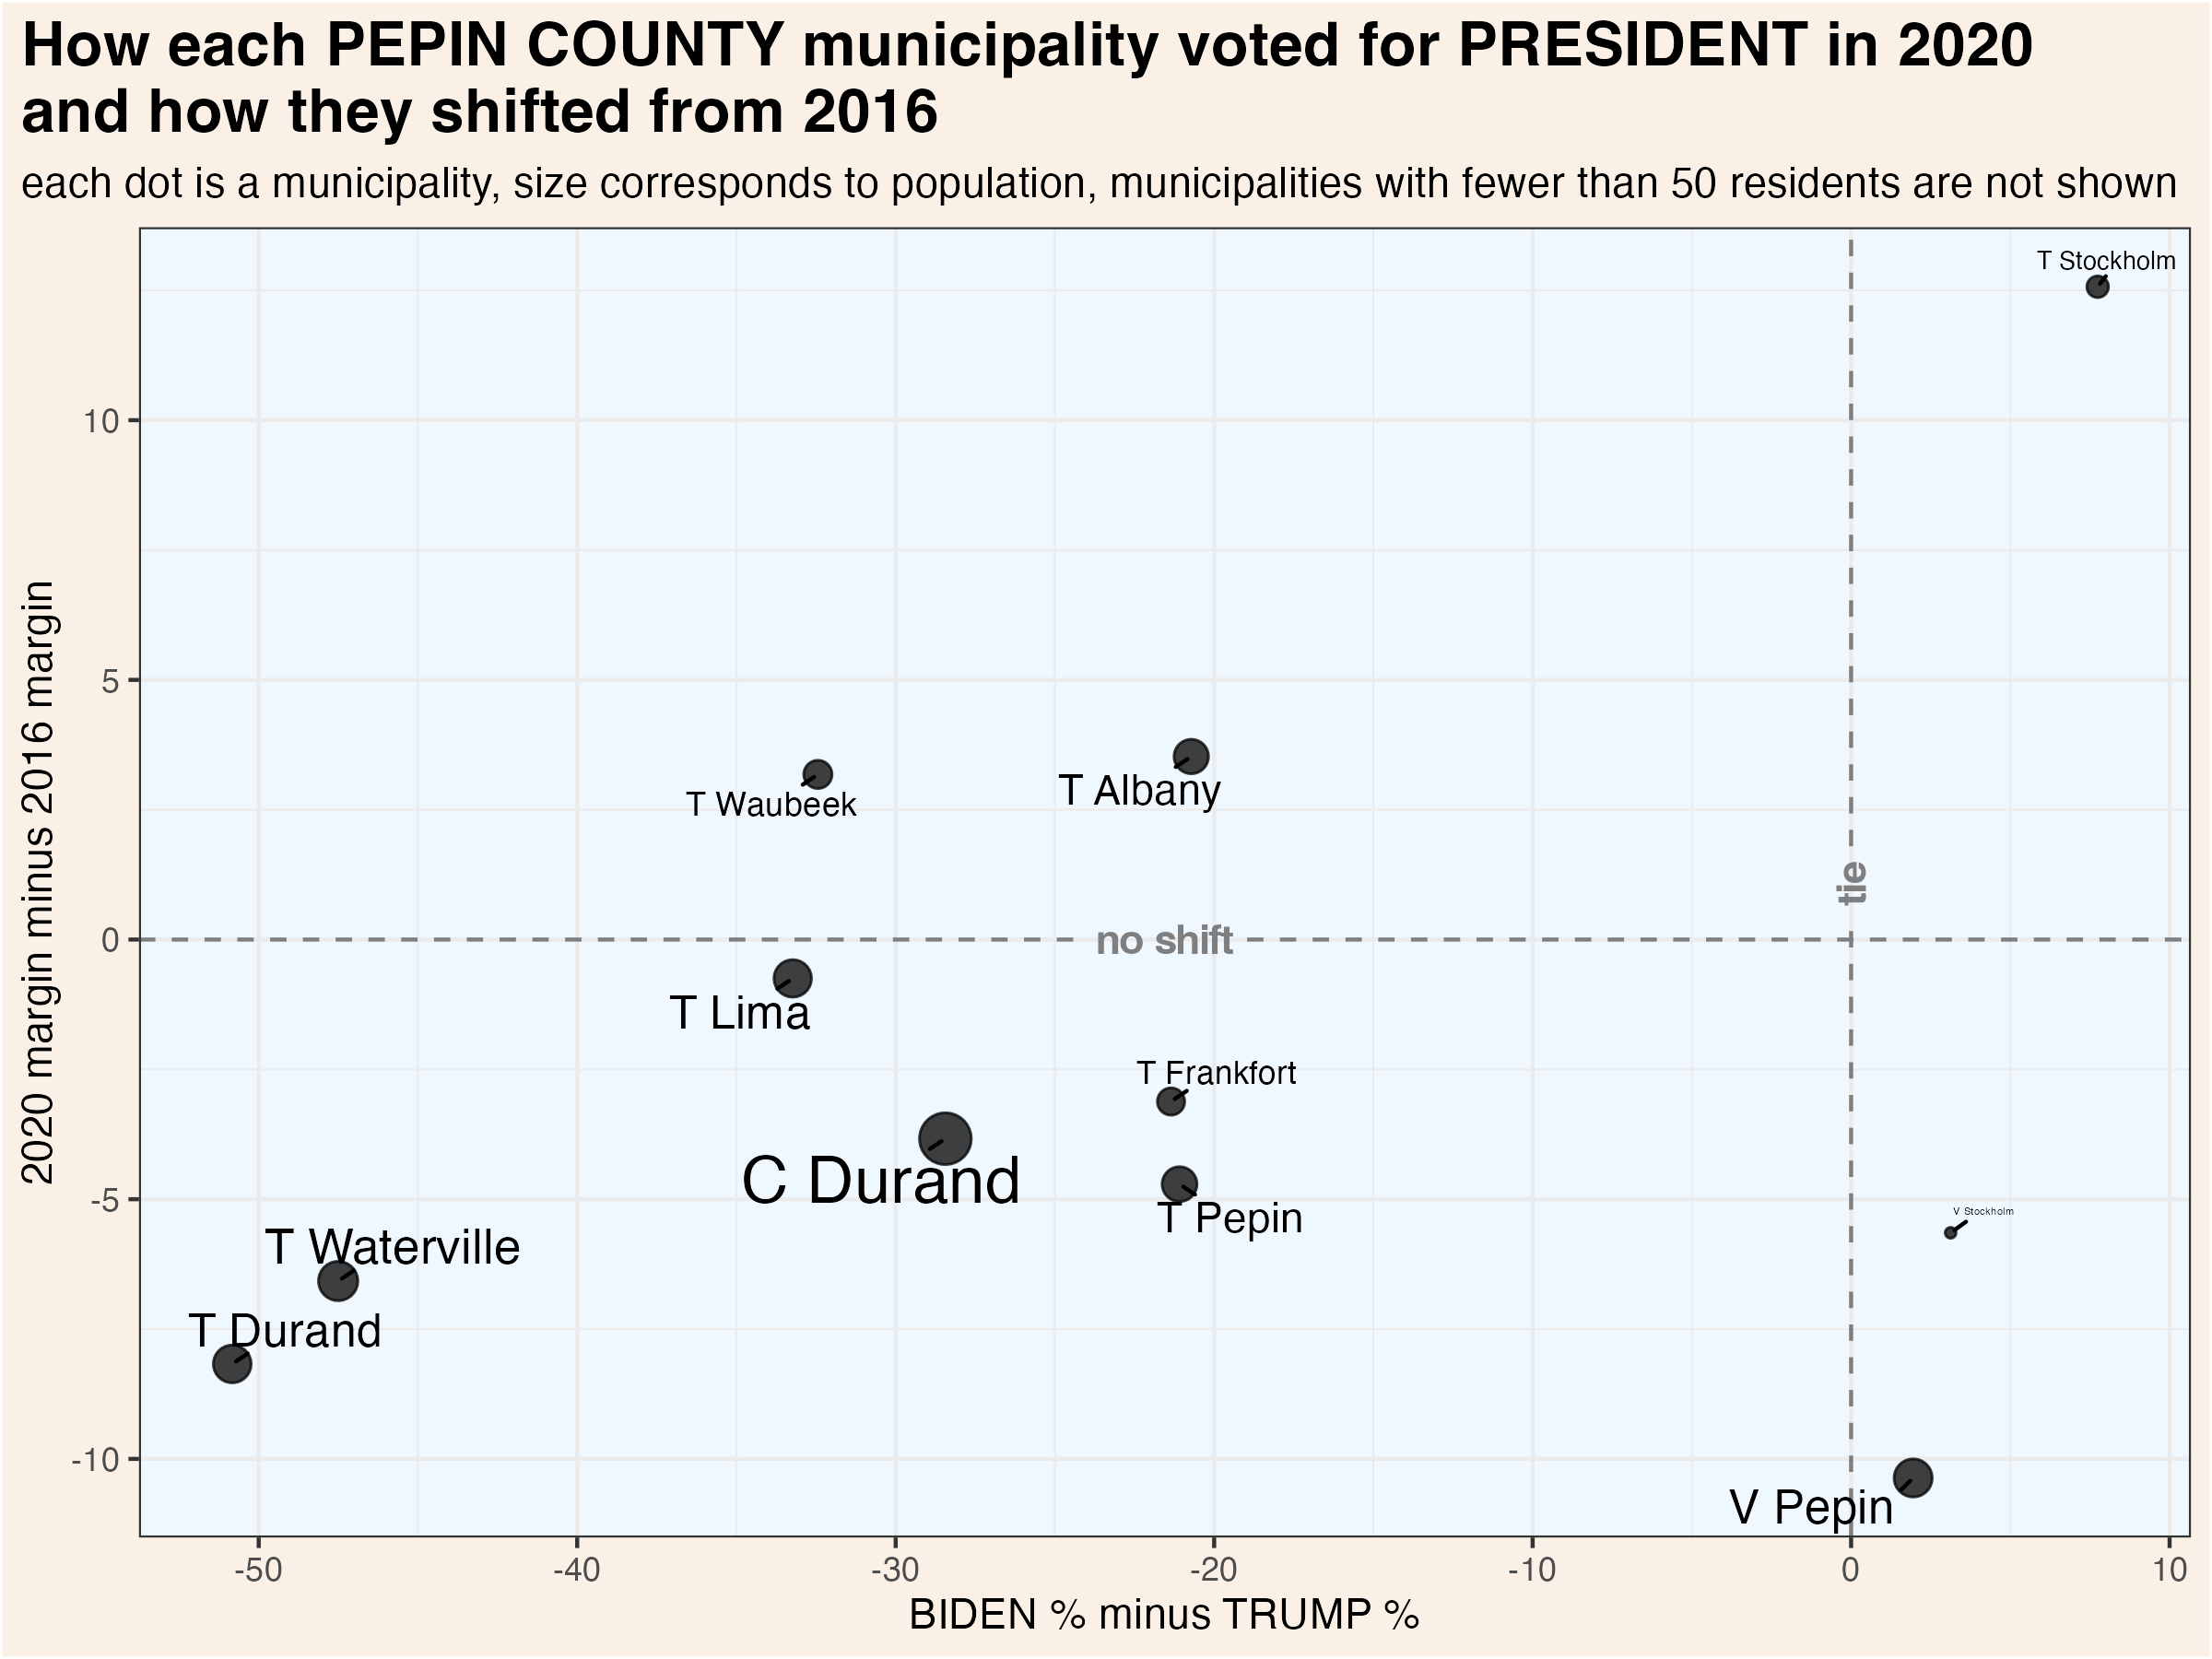 How each PEPIN COUNTY municipality voted for PRESIDENT in 2020
and how they shifted from 2016
each dot is a municipality, size corresponds to population, municipalities with fewer than 50 residents are not shown
T Stockholm
10
5
T Albany
T Waubeek
tie
0
no shift
T Lima
T Frankfort
C Durand
-5
T Pepin
V Stockholm
T Waterville
T Durand
-10
V Pepin
2020 margin minus 2016 margin
-50
-40
-30
-20
-10
0
10
BIDEN % minus TRUMP %